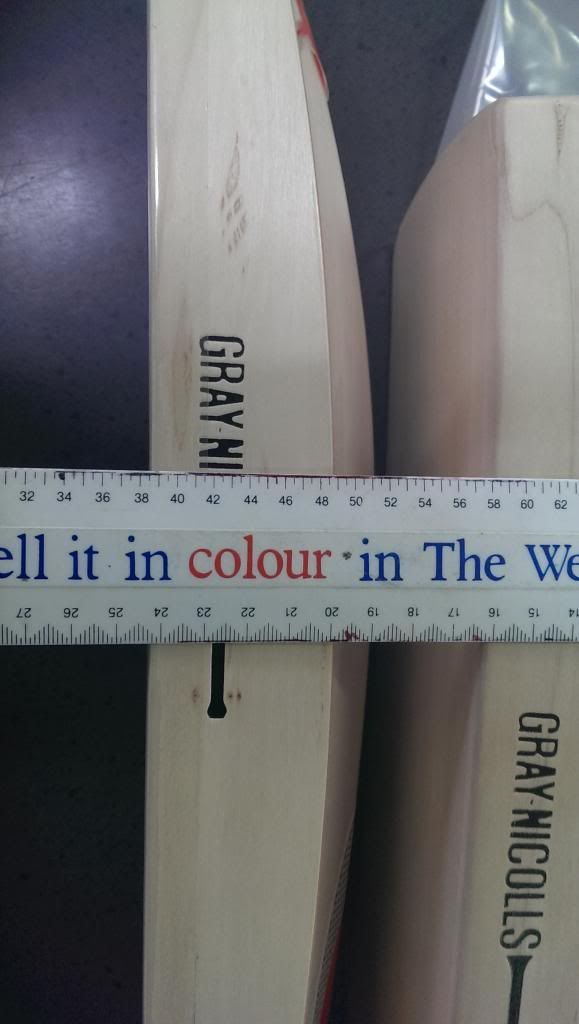 GRAY-NI
32 34 36 38 40 42 44 46 48 50 52 54 56 58 60 62
ell it in colour in The We
27 26 25 24 23 22 21 20 19 18 17 16 15 14
GRAY-NICOLLS